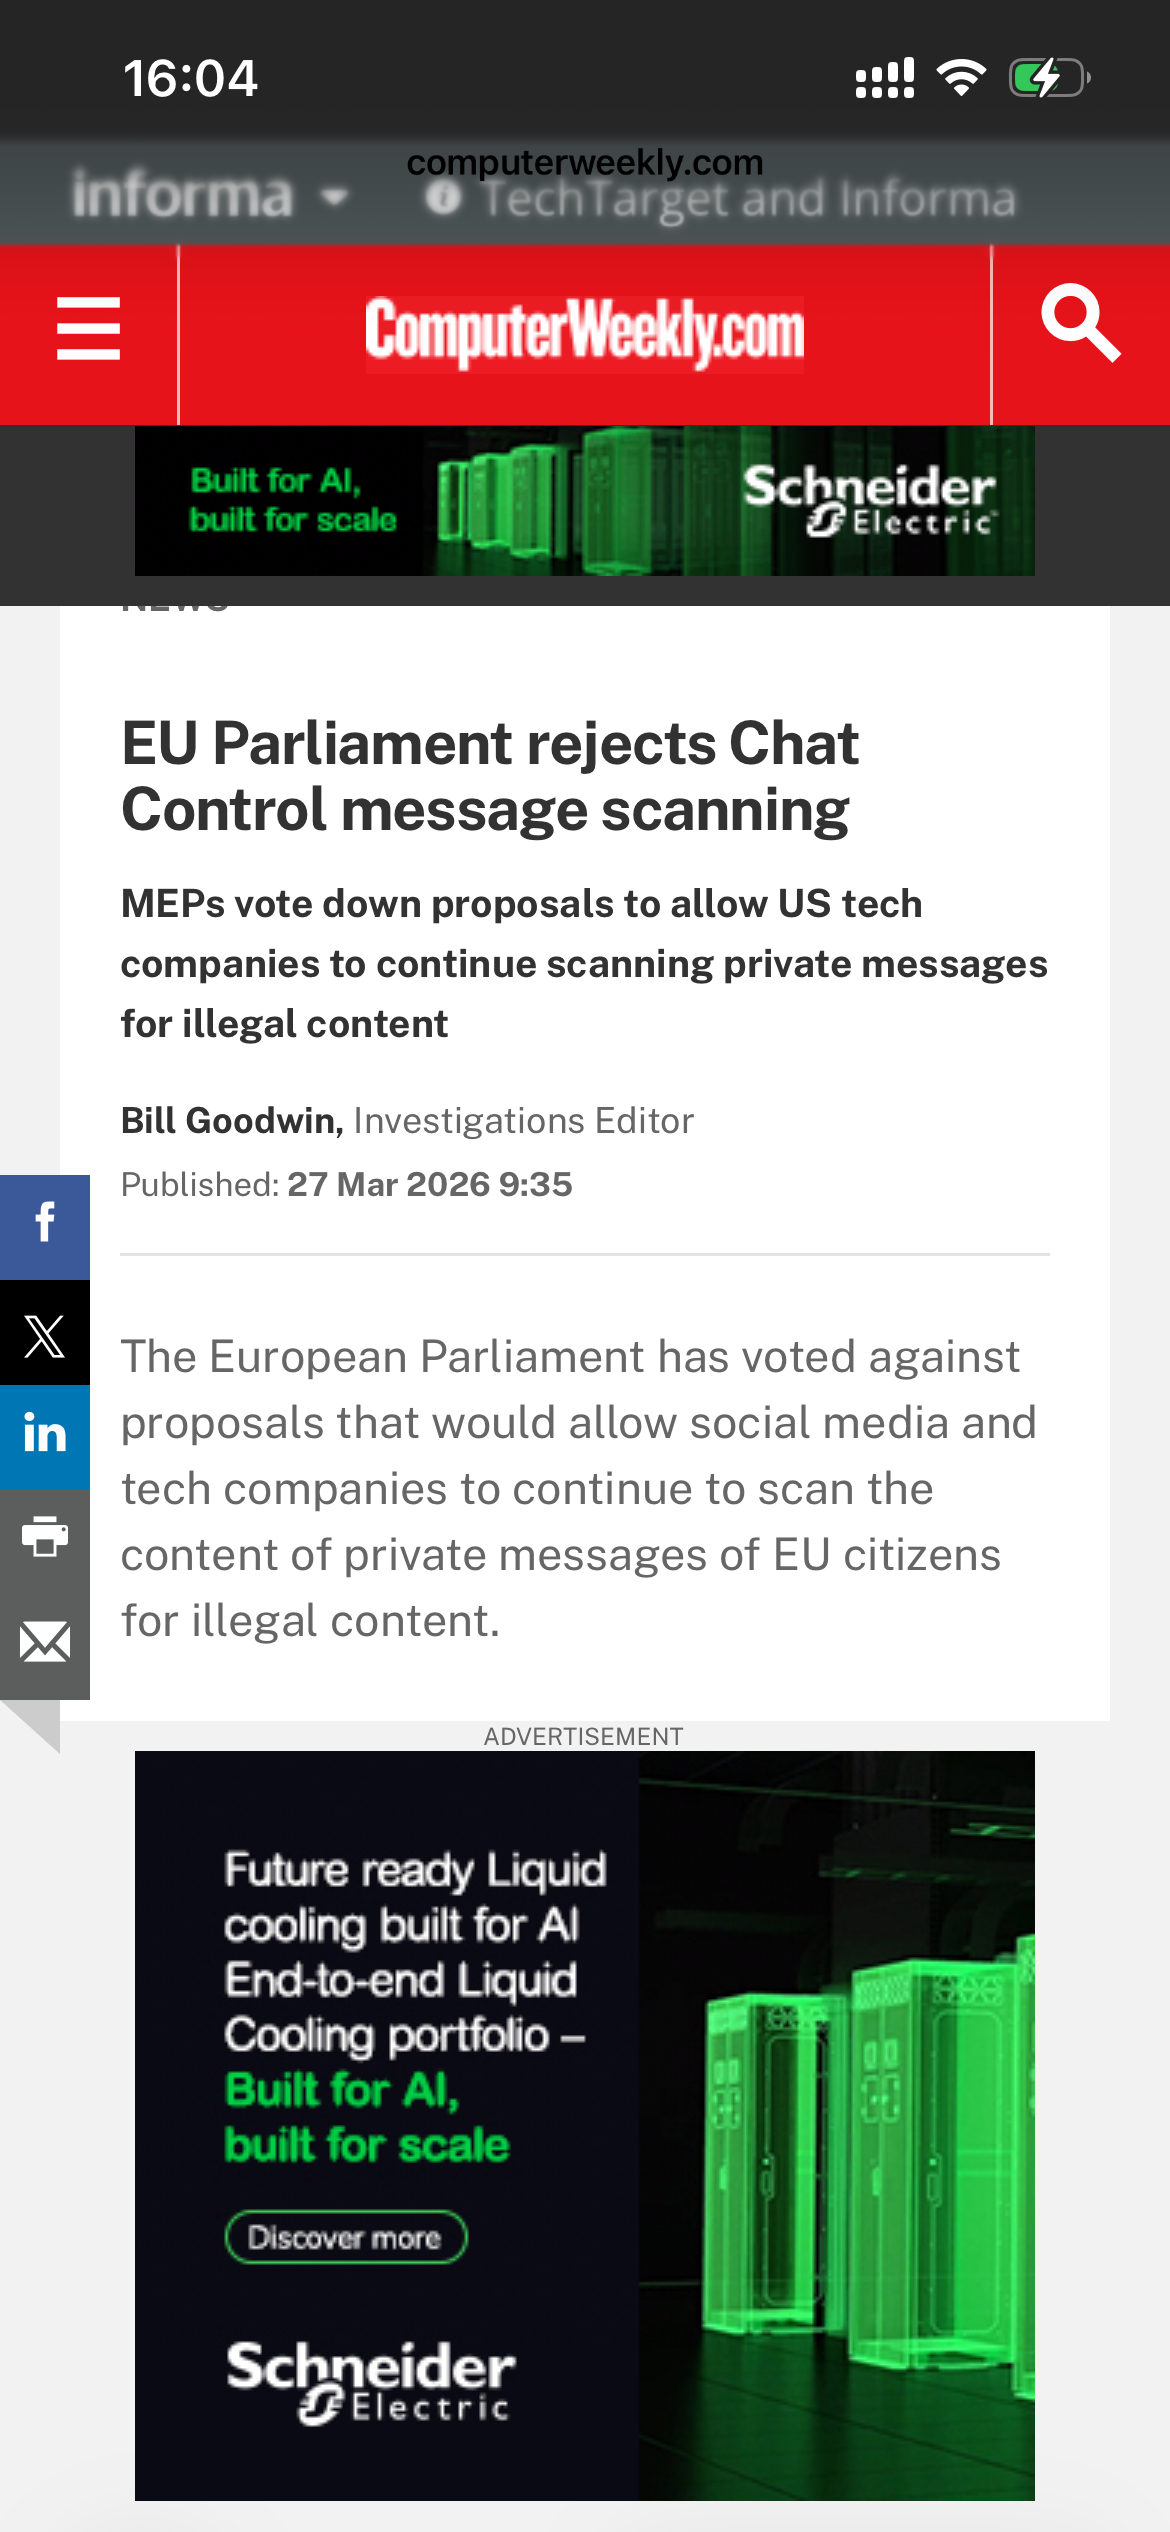 16:04
computerweekly.com
informa
TechTarget and Informa
ComputerWeekly.com
Built for AI,
built for scale
Schneider
Electric
NEWS
EU Parliament rejects Chat
Control message scanning
MEPs vote down proposals to allow US tech
companies to continue scanning private messages
for illegal content
Bill Goodwin, Investigations Editor
Published: 27 Mar 2026 9:35
f
X
in
The European Parliament has voted against
proposals that would allow social media and
tech companies to continue to scan the
content of private messages of EU citizens
for illegal content.
ADVERTISEMENT
Future ready Liquid
cooling built for AI
End-to-end Liquid
Cooling portfolio –
Built for AI,
built for scale
Discover more
Schneider
Electric